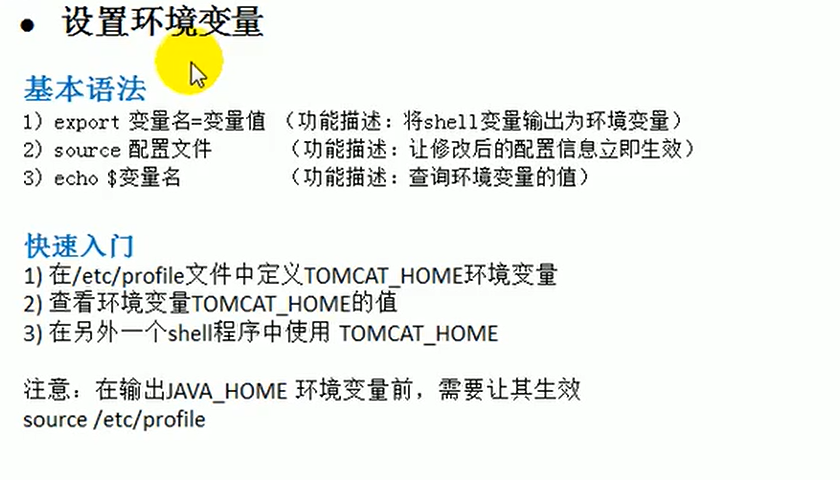 ● 设置环境变量
基本语法
1) export 变量名=变量值 （功能描述：将shell变量输出为环境变量）
2) source 配置文件 （功能描述：让修改后的配置信息立即生效）
3) echo $变量名 （功能描述：查询环境变量的值）
快速入门
1) 在/etc/profile文件中定义TOMCAT_HOME环境变量
2) 查看环境变量TOMCAT_HOME的值
3) 在另外一个shell程序中使用 TOMCAT_HOME
注意：在输出JAVA_HOME 环境变量前，需要让其生效
source /etc/profile